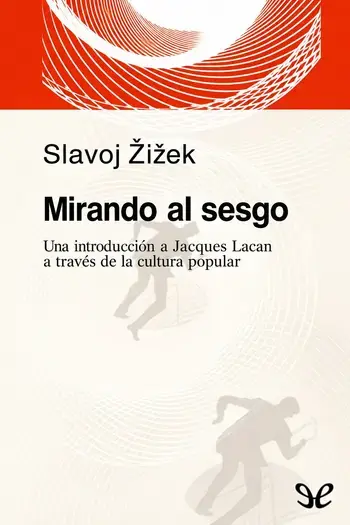 Slavoj Žižek
Mirando al sesgo
Una introducción a Jacques Lacan
a través de la cultura popular